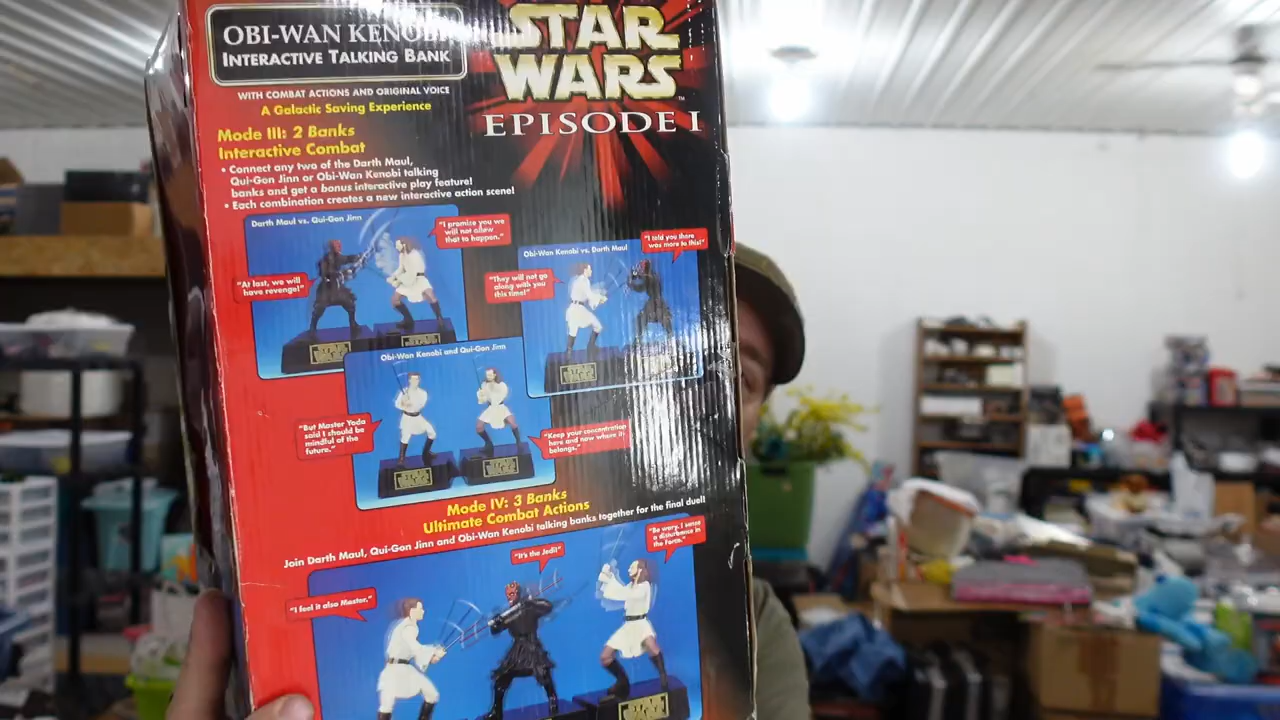 OBI-WAN KENOBI
INTERACTIVE TALKING BANK
WITH COMBAT ACTIONS AND ORIGINAL VOICE
A Galactic Saving Experience
STAR
WARS
EPISODE I
Mode III: 2 Banks
Interactive Combat
• Connect any two of the Darth Maul,
Qui-Gon Jinn or Obi-Wan Kenobi talking
banks and get a bonus interactive play feature!
• Each combination creates a new interactive action scene!
Darth Maul vs. Qui-Gon Jinn
"I promise you we
will not allow
that to happen."
"At last, we will
have revenge!"
Obi-Wan Kenobi vs. Darth Maul
"I told you there
was more to this!"
"They will not go
along with you
this time!"
Obi-Wan Kenobi and Qui-Gon Jinn
"But Master Yoda
said I should be
mindful of the
future."
"Keep your concentration
here and now where it
belongs."
Mode IV: 3 Banks
Ultimate Combat Actions
Join Darth Maul, Qui-Gon Jinn and Obi-Wan Kenobi talking banks together for the final duel!
"I feel it also Master."
"It's the Jedi!"
"Be wary. I sense
a disturbance in
the Force."
STAR
WARS